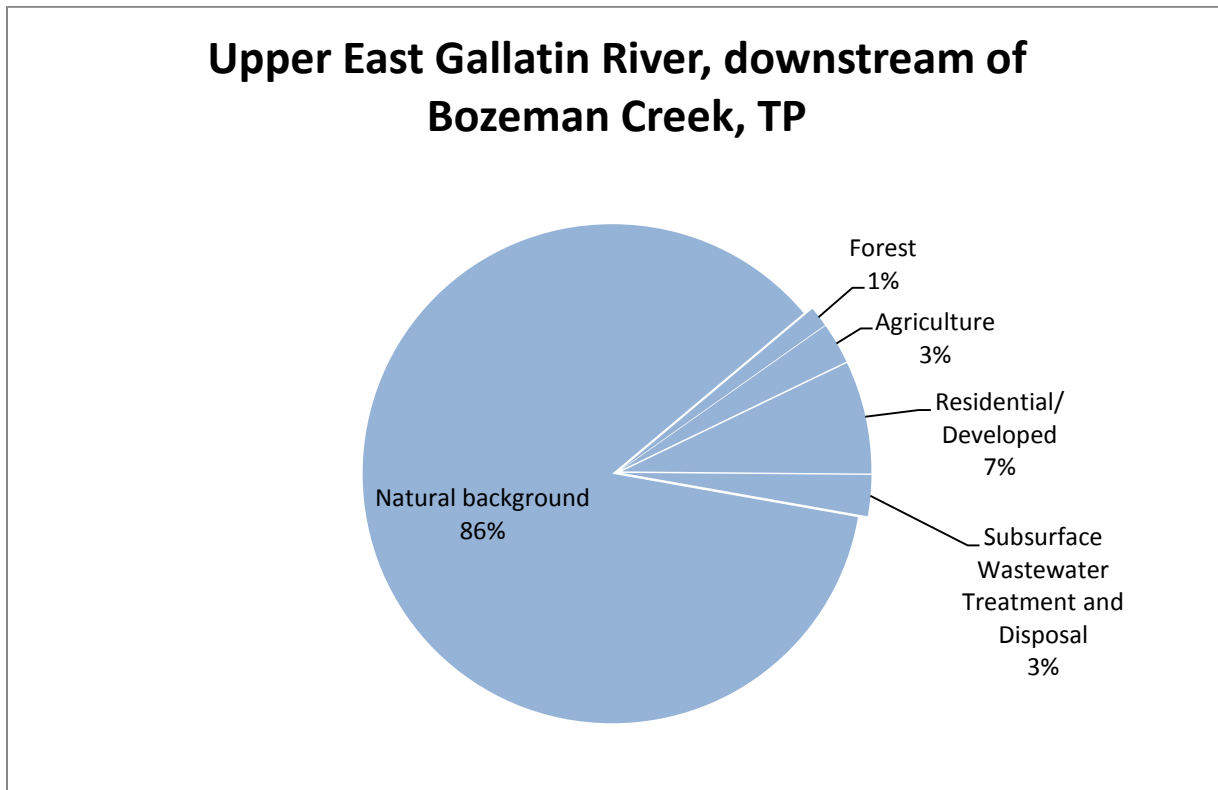 Upper East Gallatin River, downstream of
Bozeman Creek, TP
Forest
1%
Agriculture
3%
Residential/
Developed
7%
Natural background
86%
Subsurface
Wastewater
Treatment and
Disposal
3%